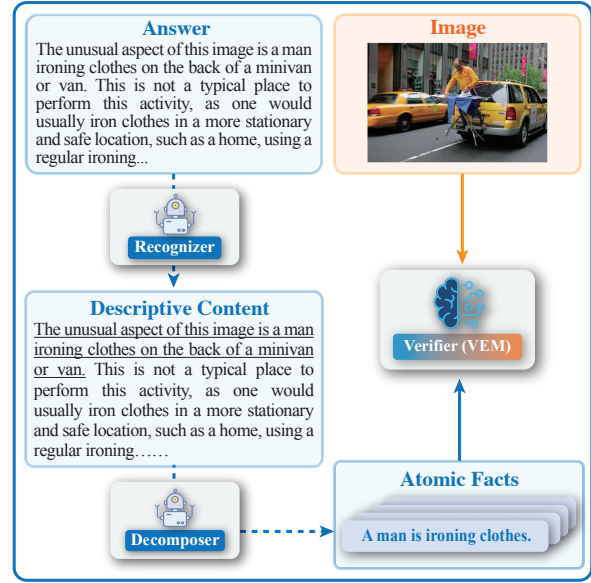 Answer
The unusual aspect of this image is a man
ironing clothes on the back of a minivan
or van. This is not a typical place to
perform this activity, as one would
usually iron clothes in a more stationary
and safe location, such as a home, using a
regular ironing...
Image
Recognizer
Descriptive Content
The unusual aspect of this image is a man
ironing clothes on the back of a minivan
or van. This is not a typical place to
perform this activity, as one would
usually iron clothes in a more stationary
and safe location, such as a home, using a
regular ironing……
Verifier (VEM)
Decomposer
Atomic Facts
A man is ironing clothes.